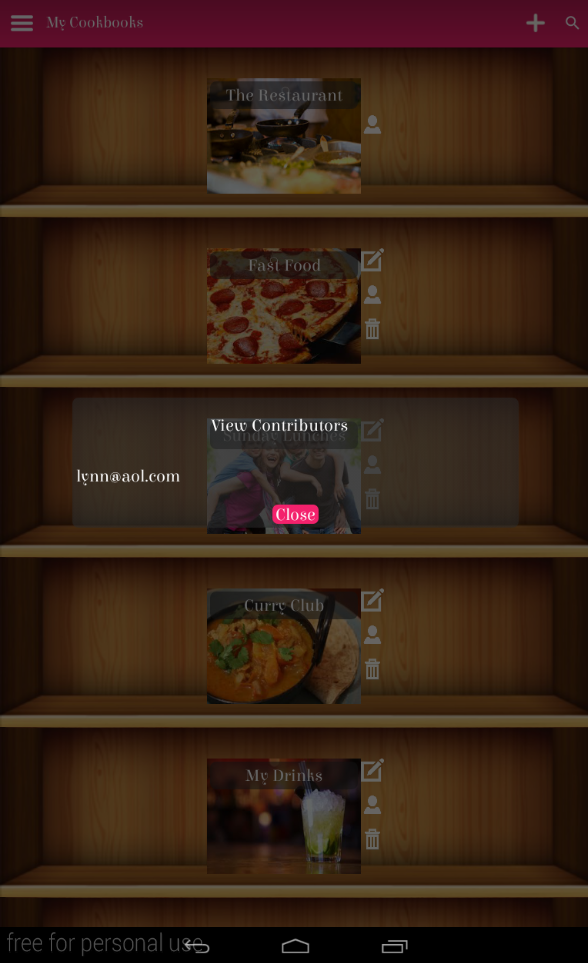 My Cookbooks
The Restaurant
Fast Food
View Contributors
Sunday Lunches
lynn@aol.com
Close
Curry Club
My Drinks
free for personal use